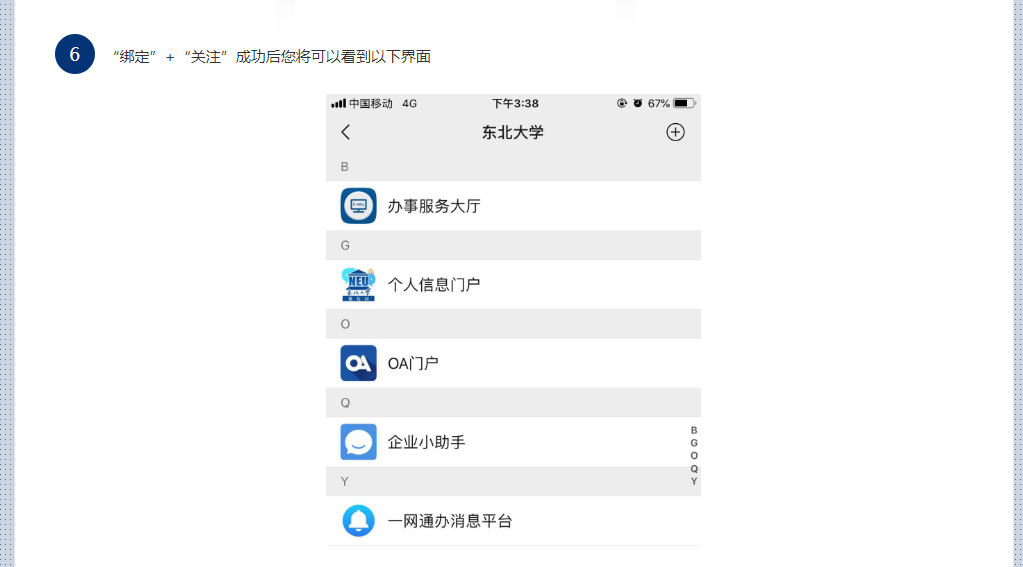 6
“绑定” + “关注” 成功后您将可以看到以下界面
中国移动 4G 下午3:38 67%
东北大学
B
办事服务大厅
G
NEU
个人信息门户
O
OA
OA门户
Q
企业小助手
Y
一网通办消息平台
B
G
O
Q
Y